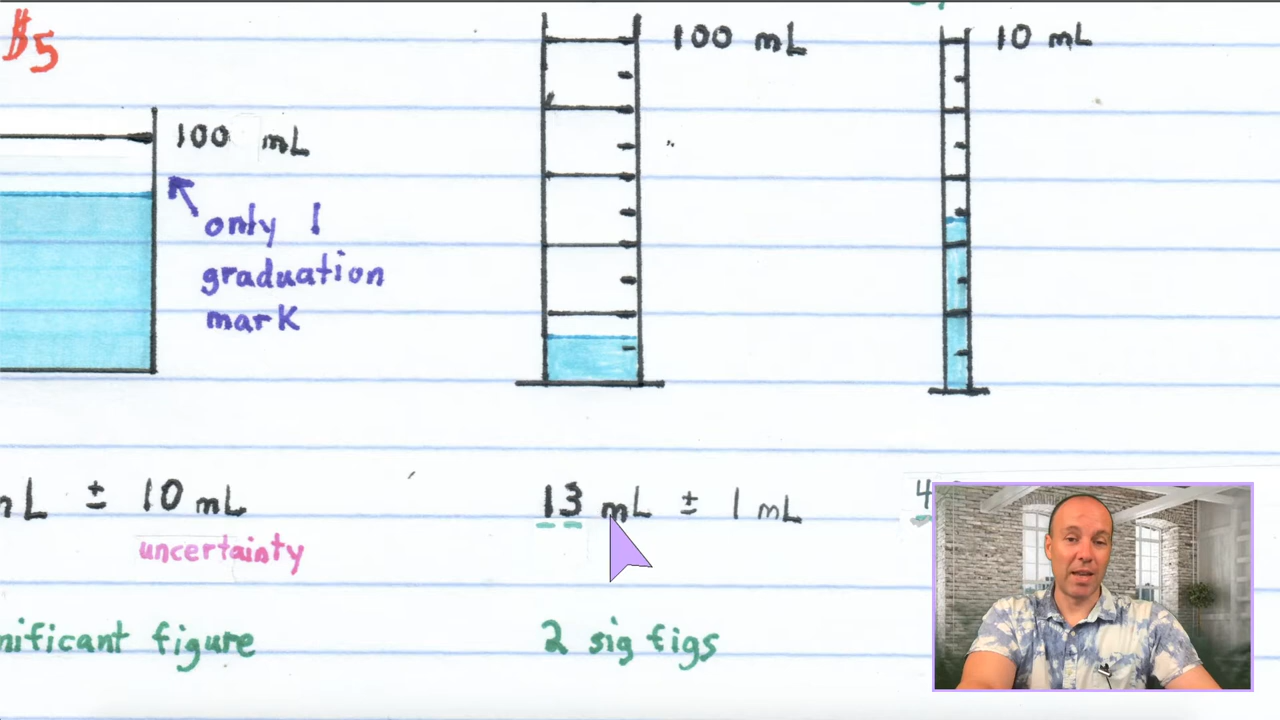 $5
100 mL
10 mL
100 mL
only 1
graduation
mark
mL ± 10 mL
13 mL ± 1 mL
4
uncertainty
nificant figure
2 sig figs